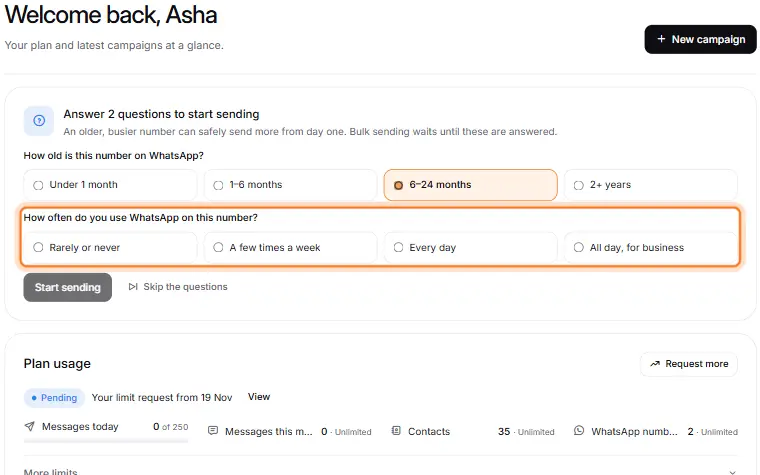 Welcome back, Asha
Your plan and latest campaigns at a glance.
+ New campaign
Answer 2 questions to start sending
An older, busier number can safely send more from day one. Bulk sending waits until these are answered.
How old is this number on WhatsApp?
Under 1 month
1–6 months
6–24 months
2+ years
How often do you use WhatsApp on this number?
Rarely or never
A few times a week
Every day
All day, for business
Start sending
Skip the questions
Plan usage
Request more
Pending
Your limit request from 19 Nov
View
Messages today
0 of 250
Messages this m...
0 · Unlimited
Contacts
35 · Unlimited
WhatsApp numb...
2 · Unlimited
More limits